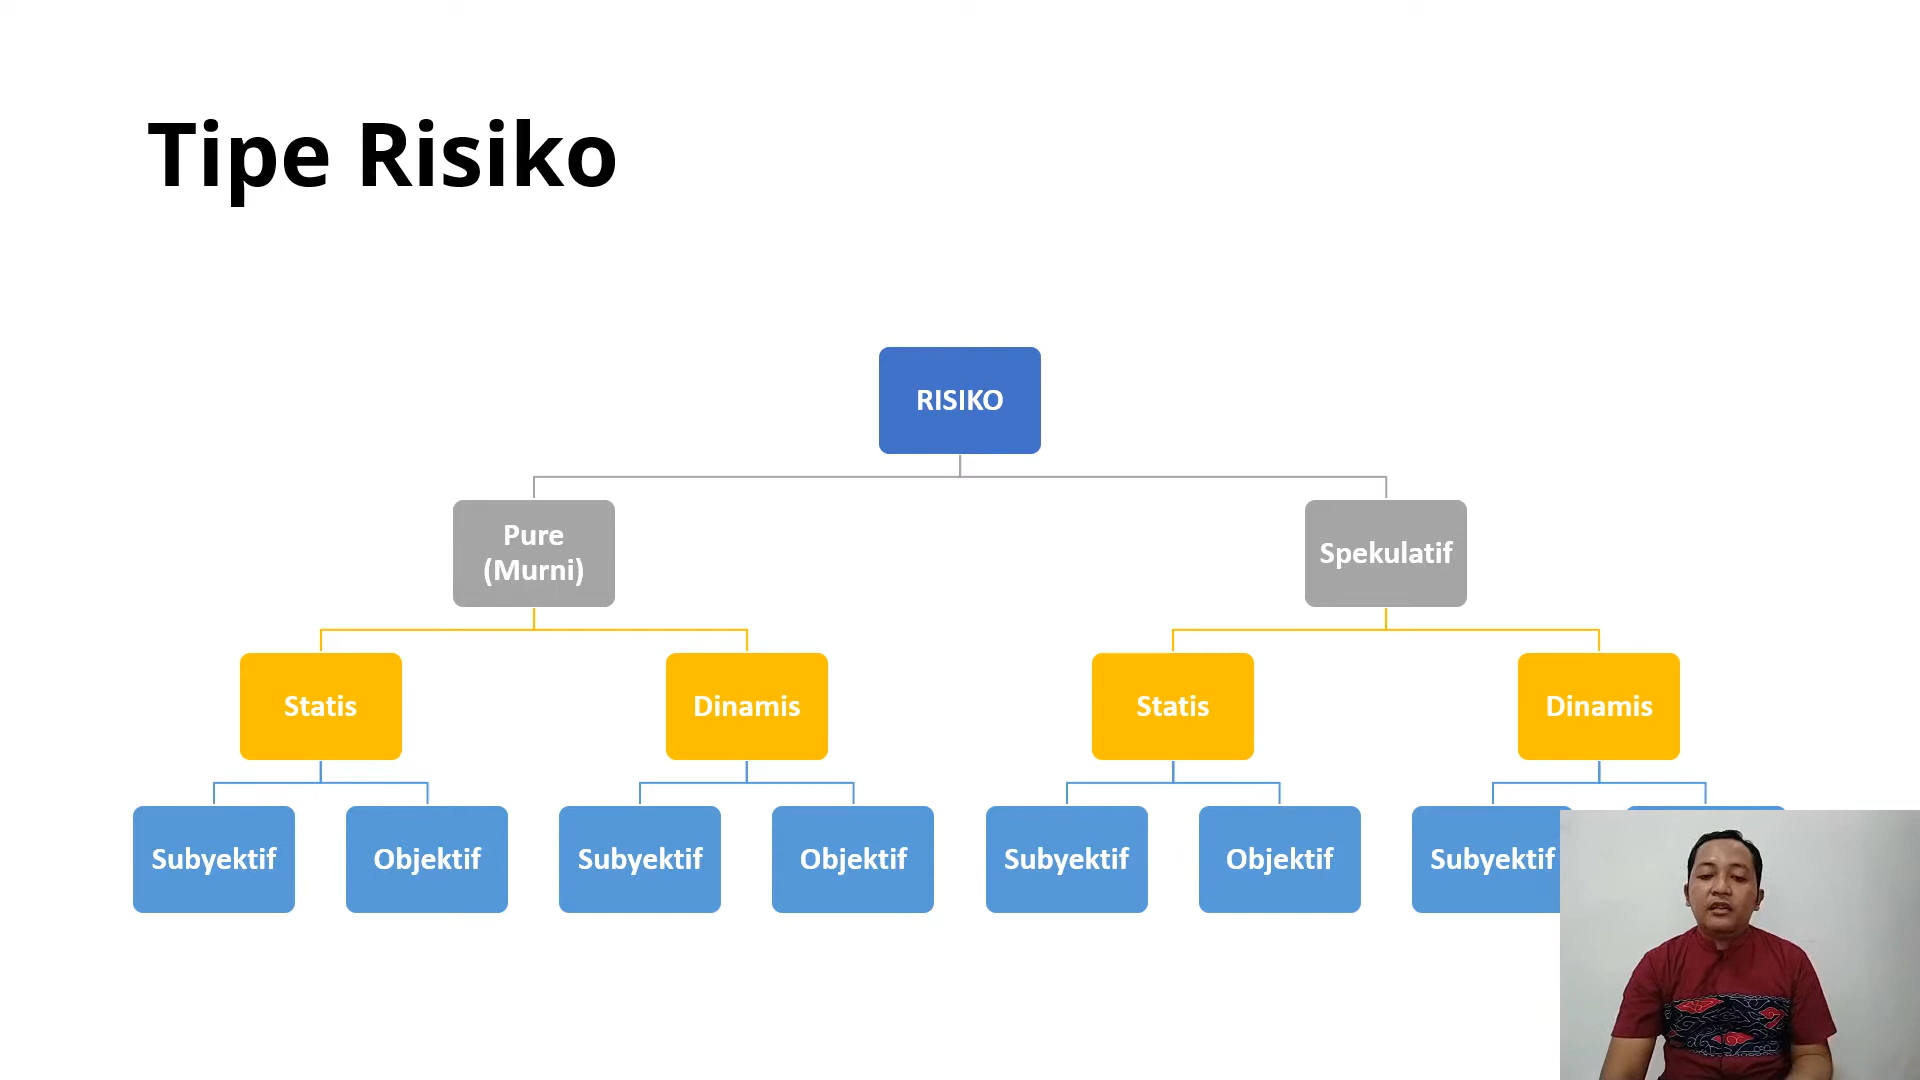 Tipe Risiko
RISIKO
Pure
(Murni)
Spekulatif
Statis
Dinamis
Statis
Dinamis
Subyektif
Objektif
Subyektif
Objektif
Subyektif
Objektif
Subyektif